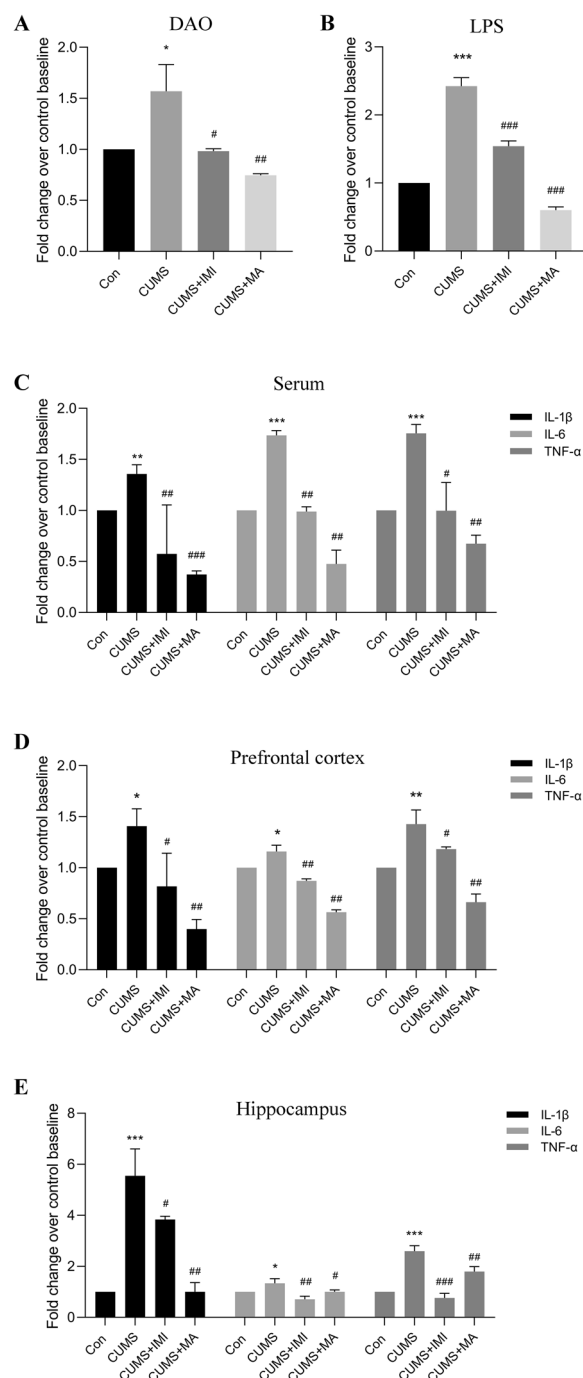 A
DAO
Fold change over control baseline
2.0
1.5
1.0
0.5
0.0
*
#
##
Con
CUMS
CUMS+IMI
CUMS+MA
B
LPS
Fold change over control baseline
3
2
1
0
***
###
###
Con
CUMS
CUMS+IMI
CUMS+MA
C
Serum
Fold change over control baseline
2.0
1.5
1.0
0.5
0.0
**
##
###
***
##
##
***
#
##
Con
CUMS
CUMS+IMI
CUMS+MA
Con
CUMS
CUMS+IMI
CUMS+MA
Con
CUMS
CUMS+IMI
CUMS+MA
IL-1β
IL-6
TNF-α
D
Prefrontal cortex
Fold change over control baseline
2.0
1.5
1.0
0.5
0.0
*
#
##
*
##
##
**
#
##
Con
CUMS
CUMS+IMI
CUMS+MA
Con
CUMS
CUMS+IMI
CUMS+MA
Con
CUMS
CUMS+IMI
CUMS+MA
IL-1β
IL-6
TNF-α
E
Hippocampus
Fold change over control baseline
8
6
4
2
0
***
#
##
*
##
#
***
###
##
Con
CUMS
CUMS+IMI
CUMS+MA
Con
CUMS
CUMS+IMI
CUMS+MA
Con
CUMS
CUMS+IMI
CUMS+MA
IL-1β
IL-6
TNF-α